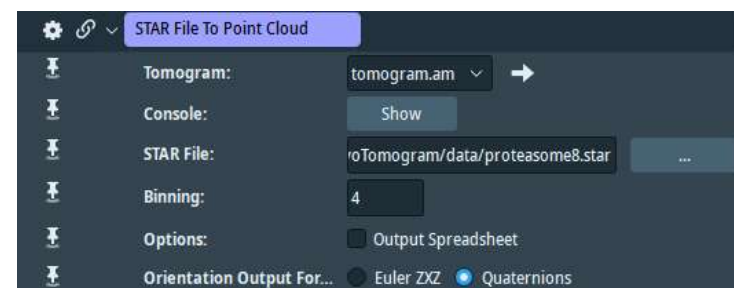 STAR File To Point Cloud
Tomogram: tomogram.am
Console: Show
STAR File: oTomogram/data/proteasome8.star ...
Binning: 4
Options: Output Spreadsheet
Orientation Output For... Euler ZXZ Quaternions